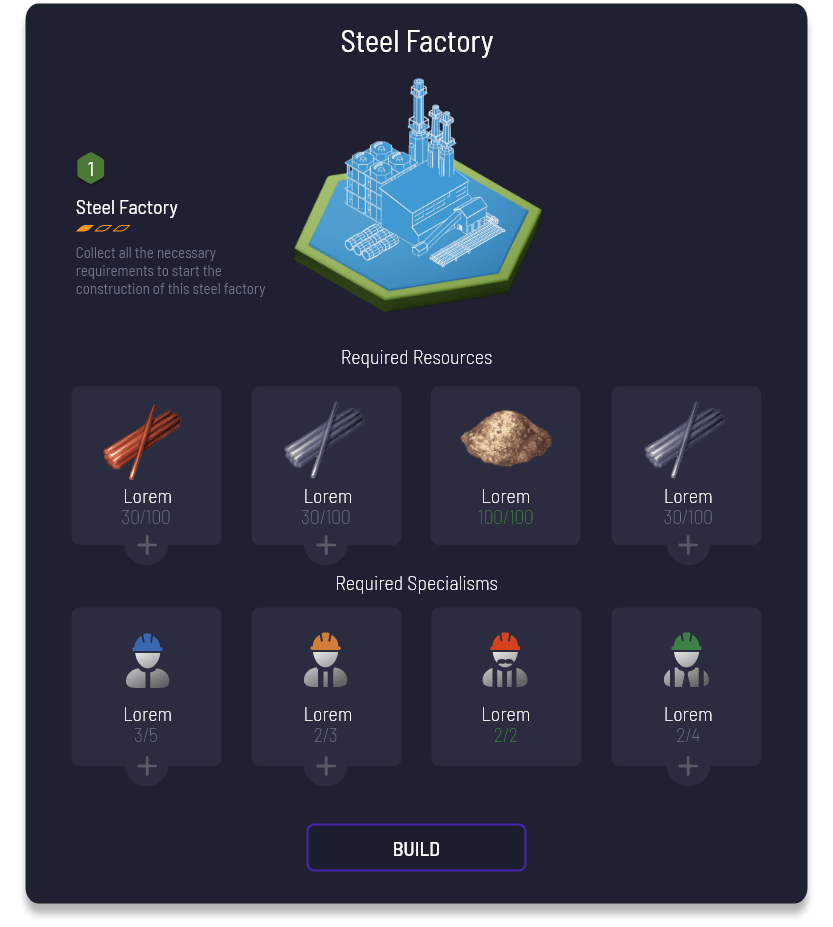 Steel Factory
1
Steel Factory
Collect all the necessary
requirements to start the
construction of this steel factory
Required Resources
Lorem
30/100
+
Lorem
30/100
+
Lorem
100/100
Lorem
30/100
+
Required Specialisms
Lorem
3/5
+
Lorem
2/3
+
Lorem
2/2
Lorem
2/4
+
BUILD